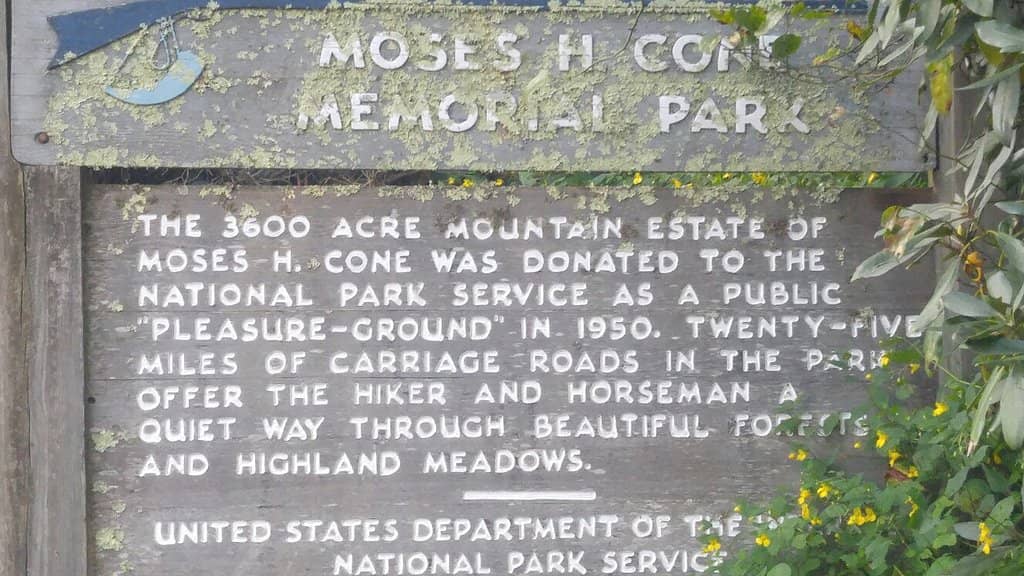 MOSES H CONE
MEMORIAL PARK
THE 3600 ACRE MOUNTAIN ESTATE OF
MOSES H. CONE WAS DONATED TO THE
NATIONAL PARK SERVICE AS A PUBLIC
"PLEASURE-GROUND" IN 1950. TWENTY-FIVE
MILES OF CARRIAGE ROADS IN THE PARK
OFFER THE HIKER AND HORSEMAN A
QUIET WAY THROUGH BEAUTIFUL FORESTS
AND HIGHLAND MEADOWS.
UNITED STATES DEPARTMENT OF THE
NATIONAL PARK SERVICE